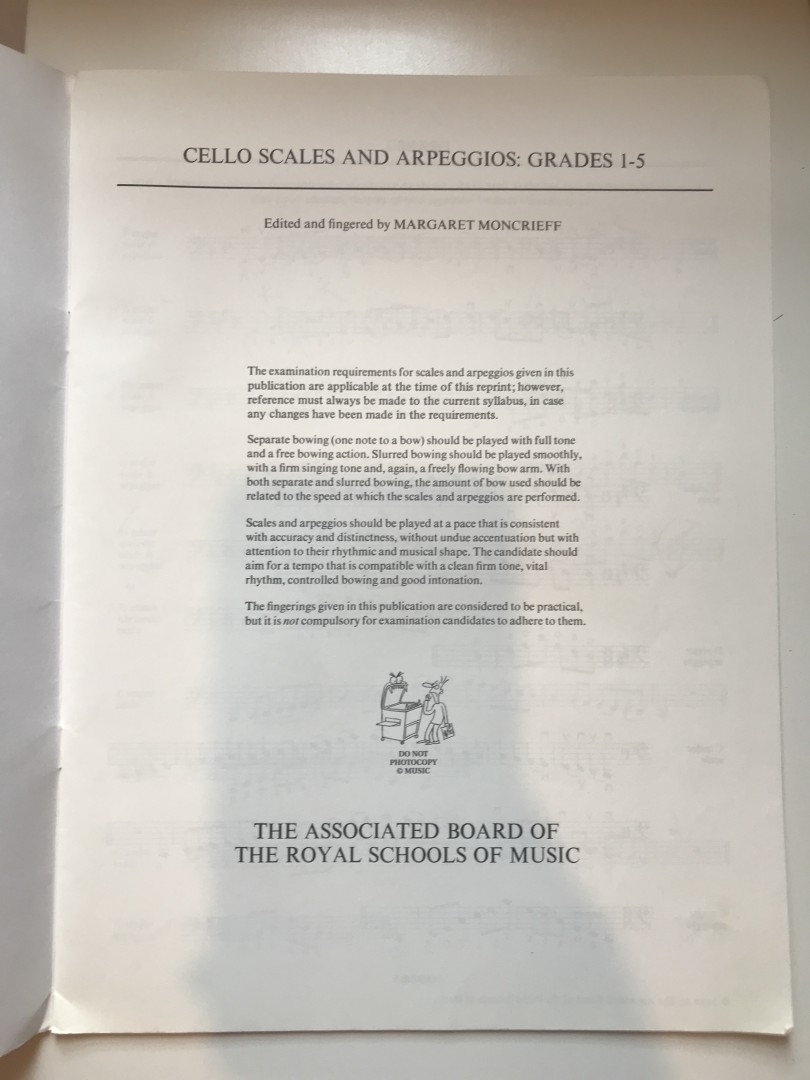 CELLO SCALES AND ARPEGGIOS: GRADES 1-5
Edited and fingered by MARGARET MONCRIEFF
The examination requirements for scales and arpeggios given in this
publication are applicable at the time of this reprint; however,
reference must always be made to the current syllabus, in case
any changes have been made in the requirements.
Separate bowing (one note to a bow) should be played with full tone
and a free bowing action. Slurred bowing should be played smoothly,
with a firm singing tone and, again, a freely flowing bow arm. With
both separate and slurred bowing, the amount of bow used should be
related to the speed at which the scales and arpeggios are performed.
Scales and arpeggios should be played at a pace that is consistent
with accuracy and distinctness, without undue accentuation but with
attention to their rhythmic and musical shape. The candidate should
aim for a tempo that is compatible with a clean firm tone, vital
rhythm, controlled bowing and good intonation.
The fingerings given in this publication are considered to be practical,
but it is not compulsory for examination candidates to adhere to them.
DO NOT
PHOTOCOPY
© MUSIC
THE ASSOCIATED BOARD OF
THE ROYAL SCHOOLS OF MUSIC